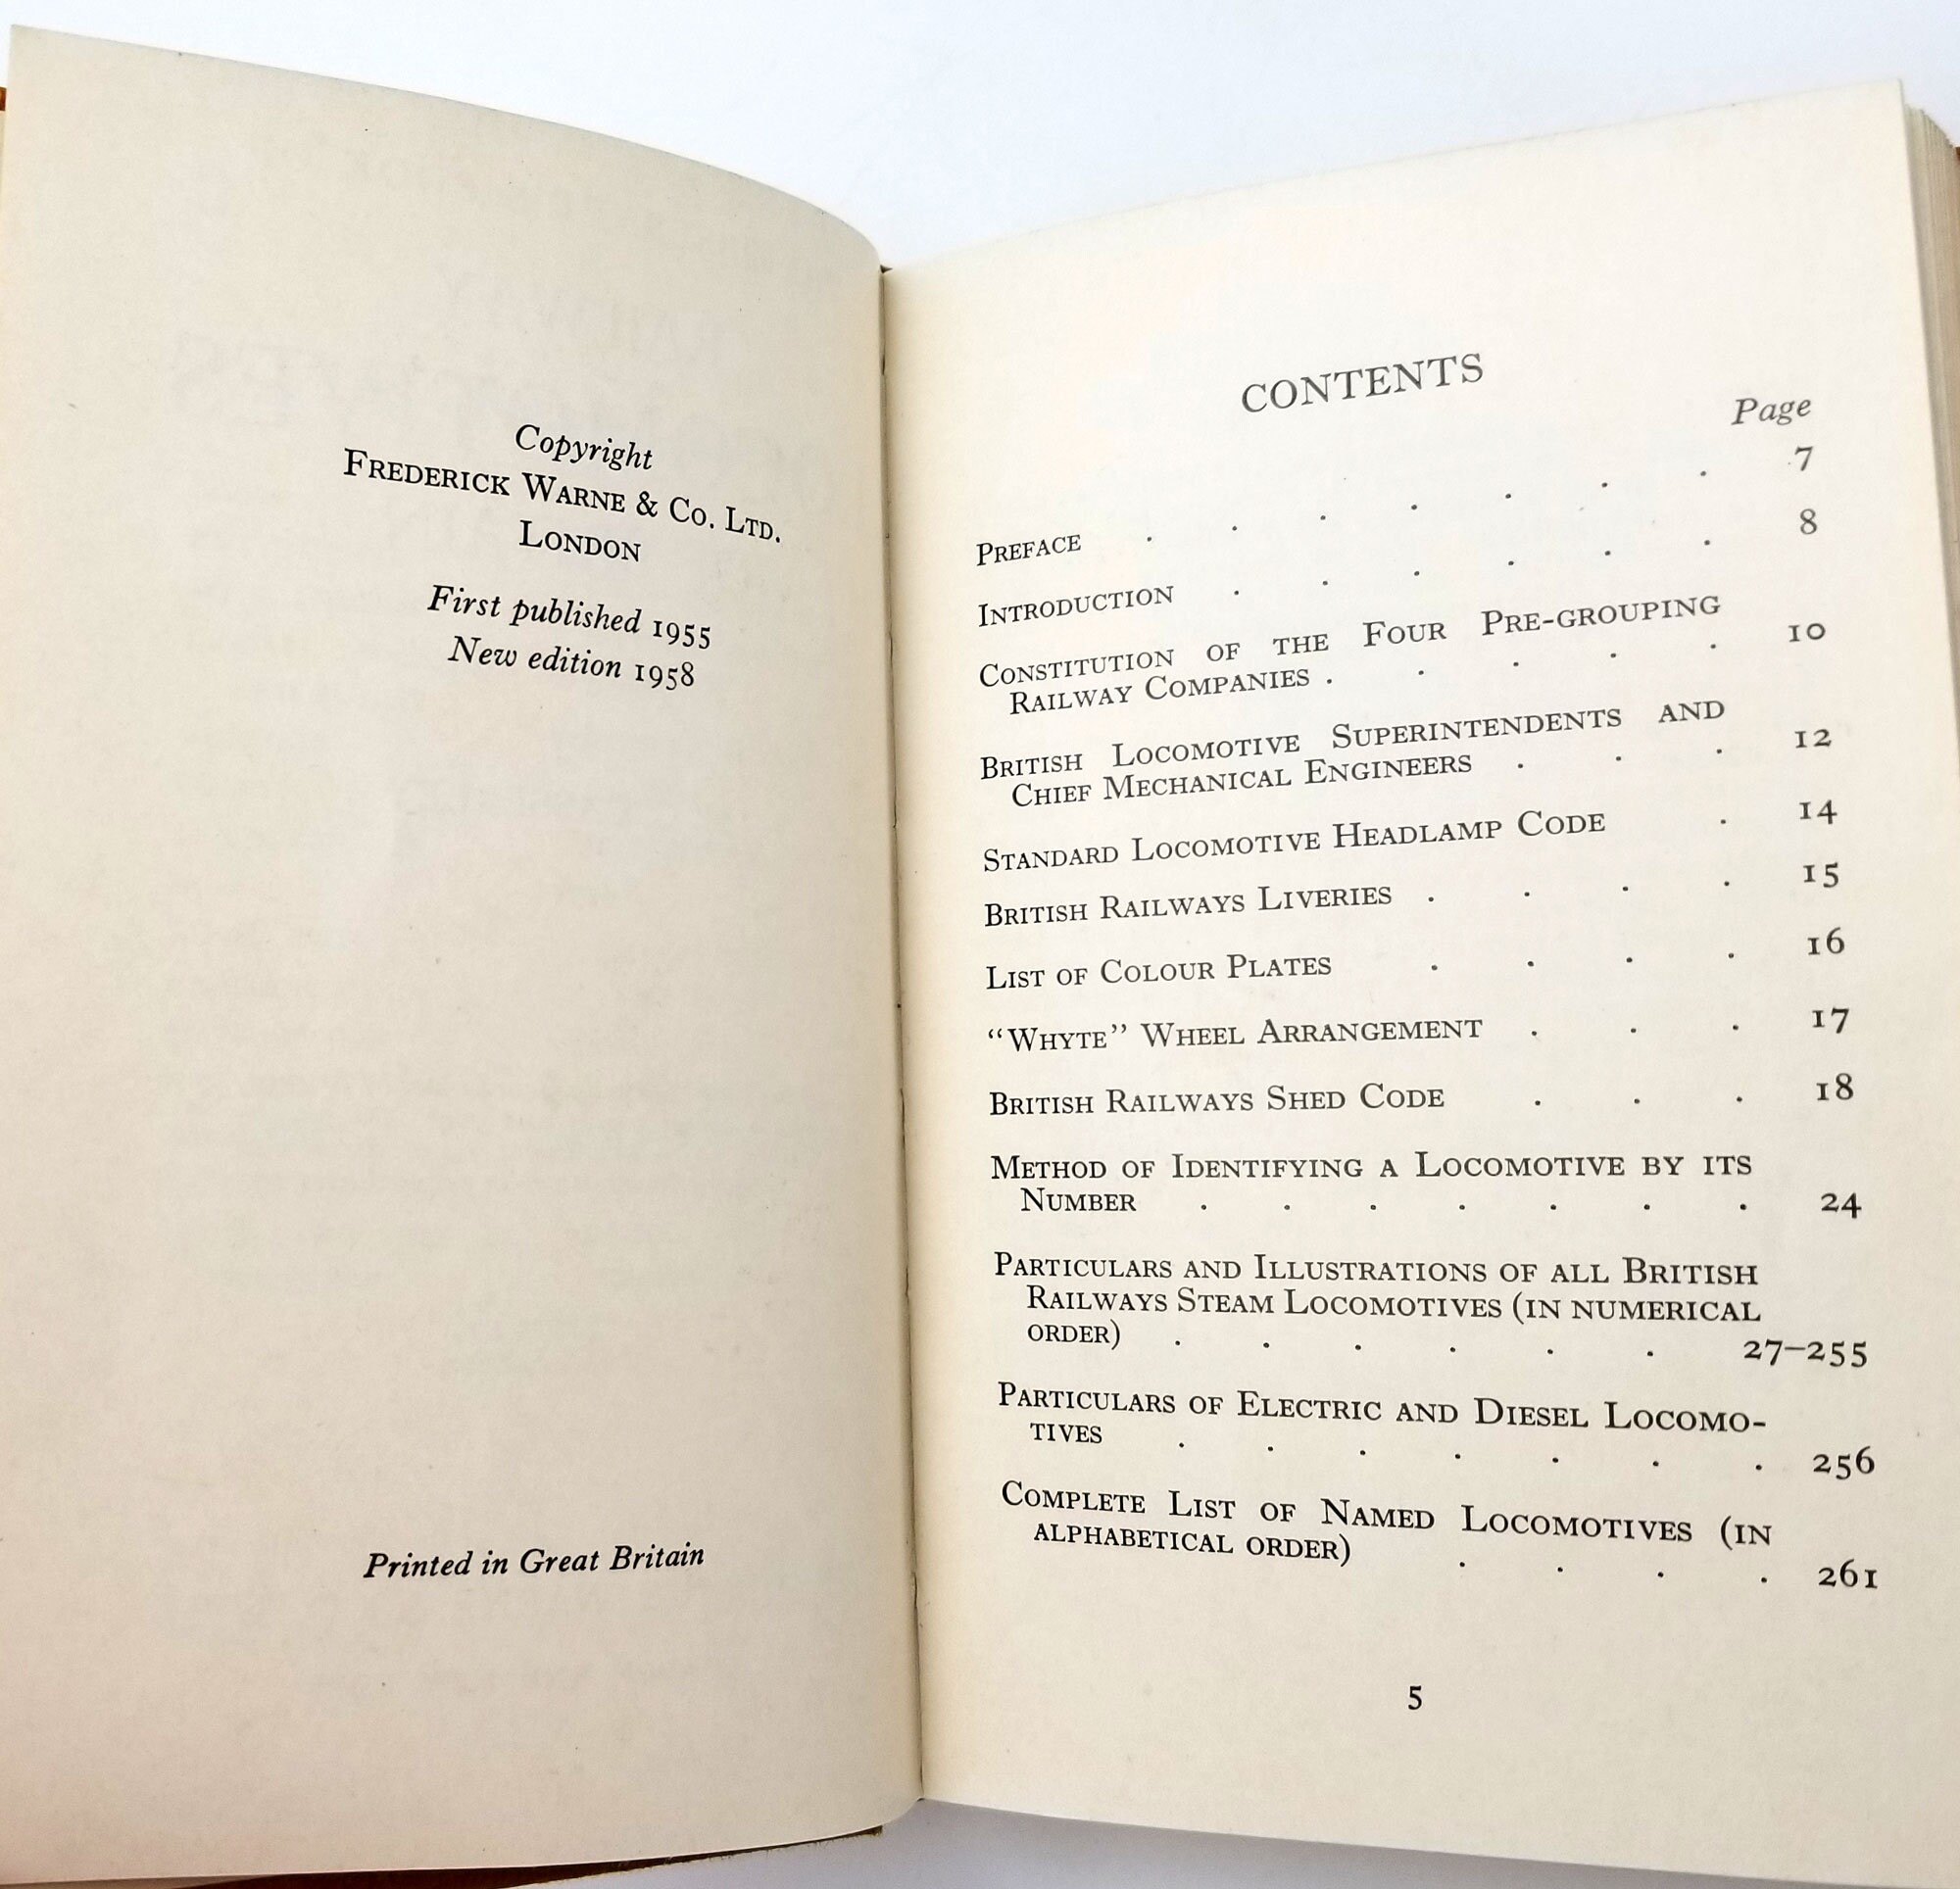 Copyright
Frederick Warne & Co. Ltd.
London
First published 1955
New edition 1958
Printed in Great Britain
CONTENTS
Page
Preface . . . . . . . 7
Introduction . . . . . . 8
Constitution of the Four Pre-grouping
Railway Companies . . . . . 10
British Locomotive Superintendents and
Chief Mechanical Engineers . . . 12
Standard Locomotive Headlamp Code . 14
British Railways Liveries . . . . 15
List of Colour Plates . . . . 16
“Whyte” Wheel Arrangement . . . 17
British Railways Shed Code . . . 18
Method of Identifying a Locomotive by its
Number . . . . . . . 24
Particulars and Illustrations of all British
Railways Steam Locomotives (in numerical
order) . . . . . . 27–255
Particulars of Electric and Diesel Locomo-
tives . . . . . . . 256
Complete List of Named Locomotives (in
alphabetical order) . . . . 261
5